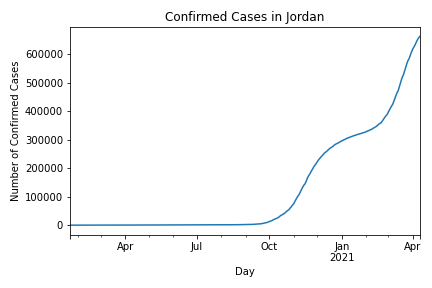 Confirmed Cases in Jordan
Number of Confirmed Cases
600000
500000
400000
300000
200000
100000
0
Apr
Jul
Oct
Jan
2021
Apr
Day